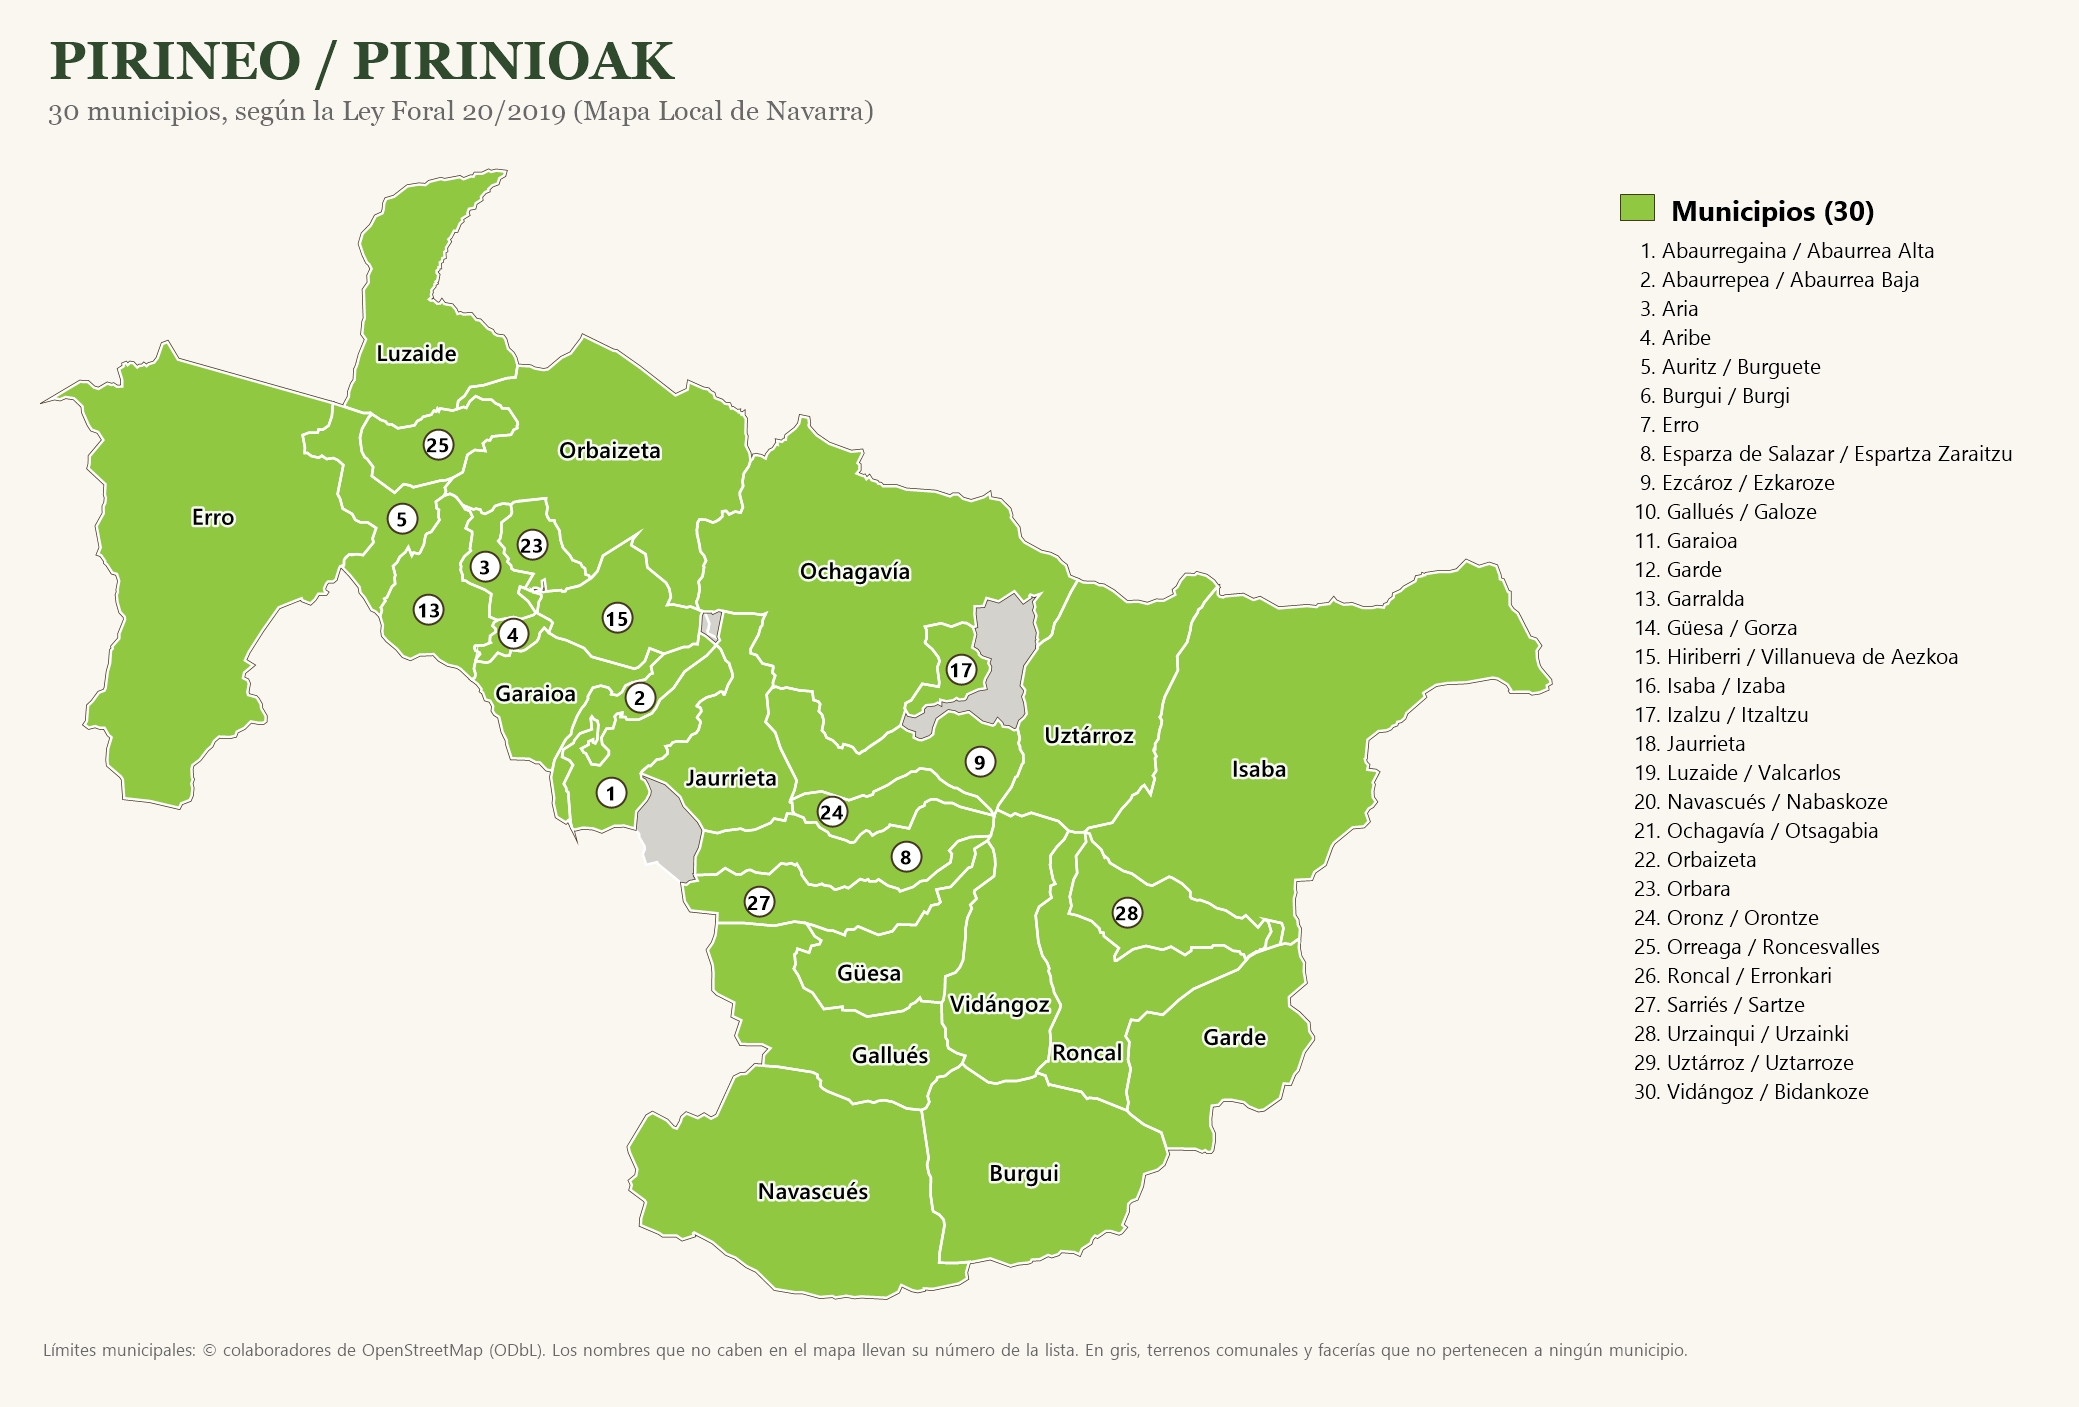 PIRINEO / PIRINIOAK
30 municipios, según la Ley Foral 20/2019 (Mapa Local de Navarra)
Municipios (30)
1. Abaurregaina / Abaurrea Alta
2. Abaurrepea / Abaurrea Baja
3. Aria
4. Aribe
5. Auritz / Burguete
6. Burgui / Burgi
7. Erro
8. Esparza de Salazar / Espartza Zaraitzu
9. Ezcároz / Ezkaroze
10. Gallués / Galoze
11. Garaioa
12. Garde
13. Garralda
14. Güesa / Gorza
15. Hiriberri / Villanueva de Aezkoa
16. Isaba / Izaba
17. Izalzu / Itzaltzu
18. Jaurrieta
19. Luzaide / Valcarlos
20. Navascués / Nabaskoze
21. Ochagavía / Otsagabia
22. Orbaizeta
23. Orbara
24. Oronz / Orontze
25. Orreaga / Roncesvalles
26. Roncal / Erronkari
27. Sarriés / Sartze
28. Urzainqui / Urzainki
29. Uztárroz / Uztarroze
30. Vidángoz / Bidankoze
Luzaide
25
Orbaizeta
Erro
5
23
3
Ochagavía
13
15
4
17
Garaioa
2
Uztárroz
9
Isaba
Jaurrieta
1
24
8
27
28
Güesa
Vidángoz
Garde
Roncal
Gallués
Burgui
Navascués
Límites municipales: © colaboradores de OpenStreetMap (ODbL). Los nombres que no caben en el mapa llevan su número de la lista. En gris, terrenos comunales y facerías que no pertenecen a ningún municipio.